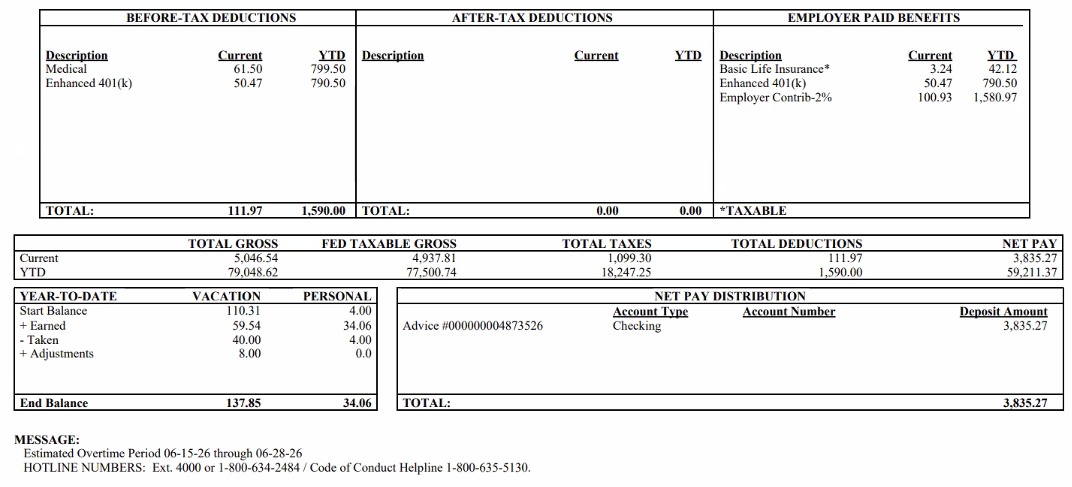 BEFORE-TAX DEDUCTIONS AFTER-TAX DEDUCTIONS EMPLOYER PAID BENEFITS
Description Current YTD Description Current YTD Description Current YTD
Medical 61.50 799.50 Basic Life Insurance* 3.24 42.12
Enhanced 401(k) 50.47 790.50 Enhanced 401(k) 50.47 790.50
Employer Contrib-2% 100.93 1,580.97
TOTAL: 111.97 1,590.00 TOTAL: 0.00 0.00 *TAXABLE
TOTAL GROSS FED TAXABLE GROSS TOTAL TAXES TOTAL DEDUCTIONS NET PAY
Current 5,046.54 4,937.81 1,099.30 111.97 3,835.27
YTD 79,048.62 77,500.74 18,247.25 1,590.00 59,211.37
YEAR-TO-DATE VACATION PERSONAL
Start Balance 110.31 4.00
+ Earned 59.54 34.06
- Taken 40.00 4.00
+ Adjustments 8.00 0.0
End Balance 137.85 34.06
NET PAY DISTRIBUTION
Account Type Account Number Deposit Amount
Advice #000000004873526 Checking 3,835.27
TOTAL: 3,835.27
MESSAGE:
Estimated Overtime Period 06-15-26 through 06-28-26
HOTLINE NUMBERS: Ext. 4000 or 1-800-634-2484 / Code of Conduct Helpline 1-800-635-5130.